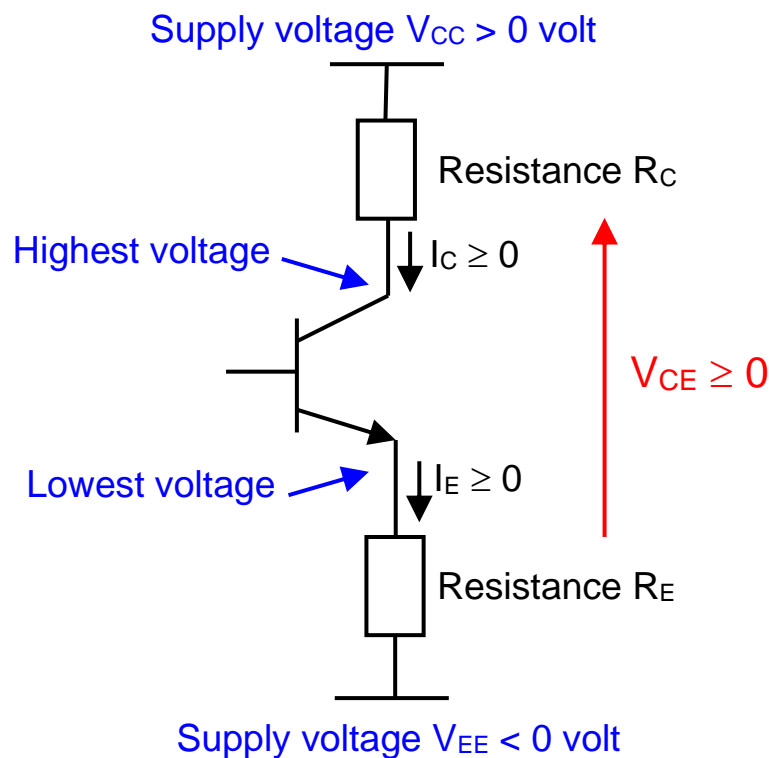 Supply voltage VCC > 0 volt
Resistance RC
Highest voltage
IC ≥ 0
VCE ≥ 0
Lowest voltage
IE ≥ 0
Resistance RE
Supply voltage VEE < 0 volt